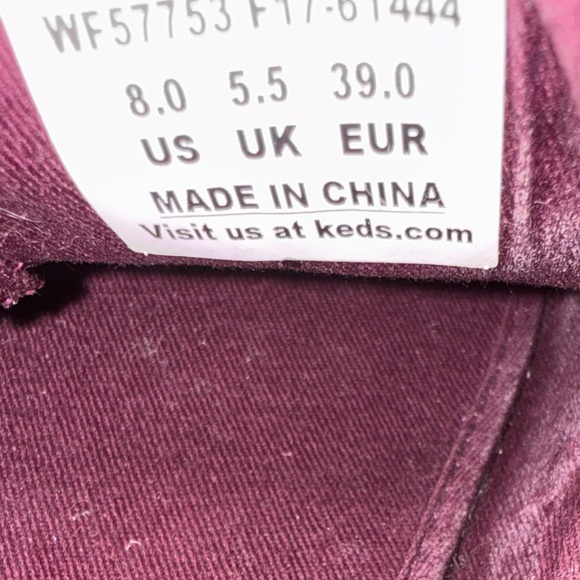 WF57753 F17-61444
8.0 5.5 39.0
US UK EUR
MADE IN CHINA
Visit us at keds.com